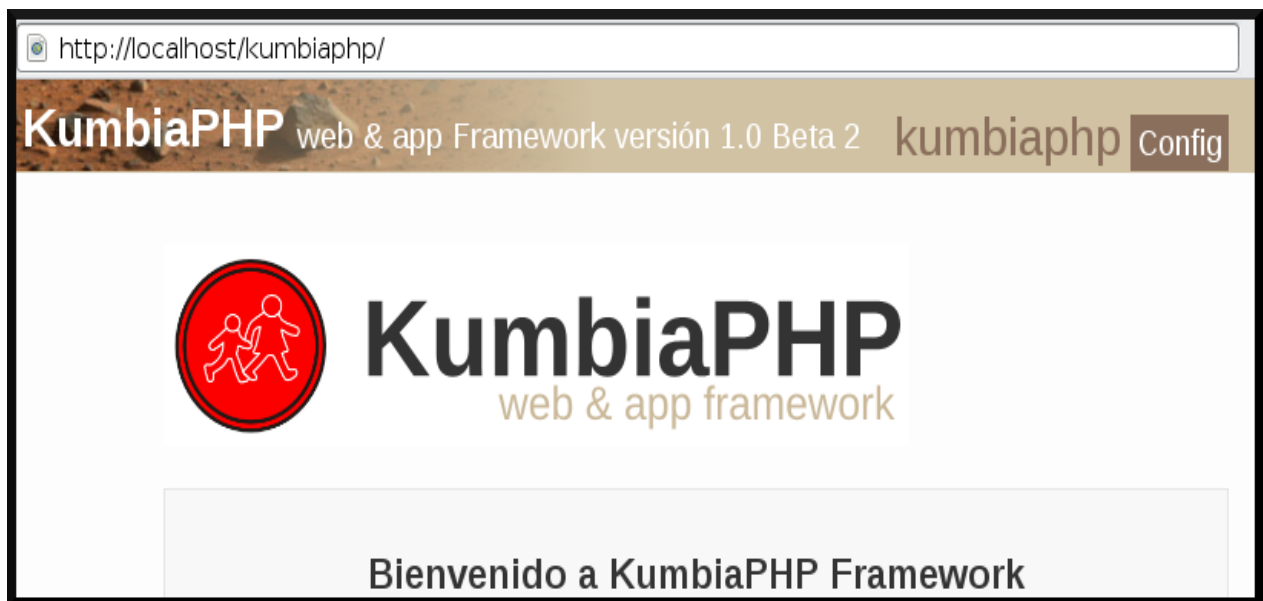 http://localhost/kumbiaphp/
KumbiaPHP web & app Framework versión 1.0 Beta 2 kumbiaphp Config
KumbiaPHP
web & app framework
Bienvenido a KumbiaPHP Framework